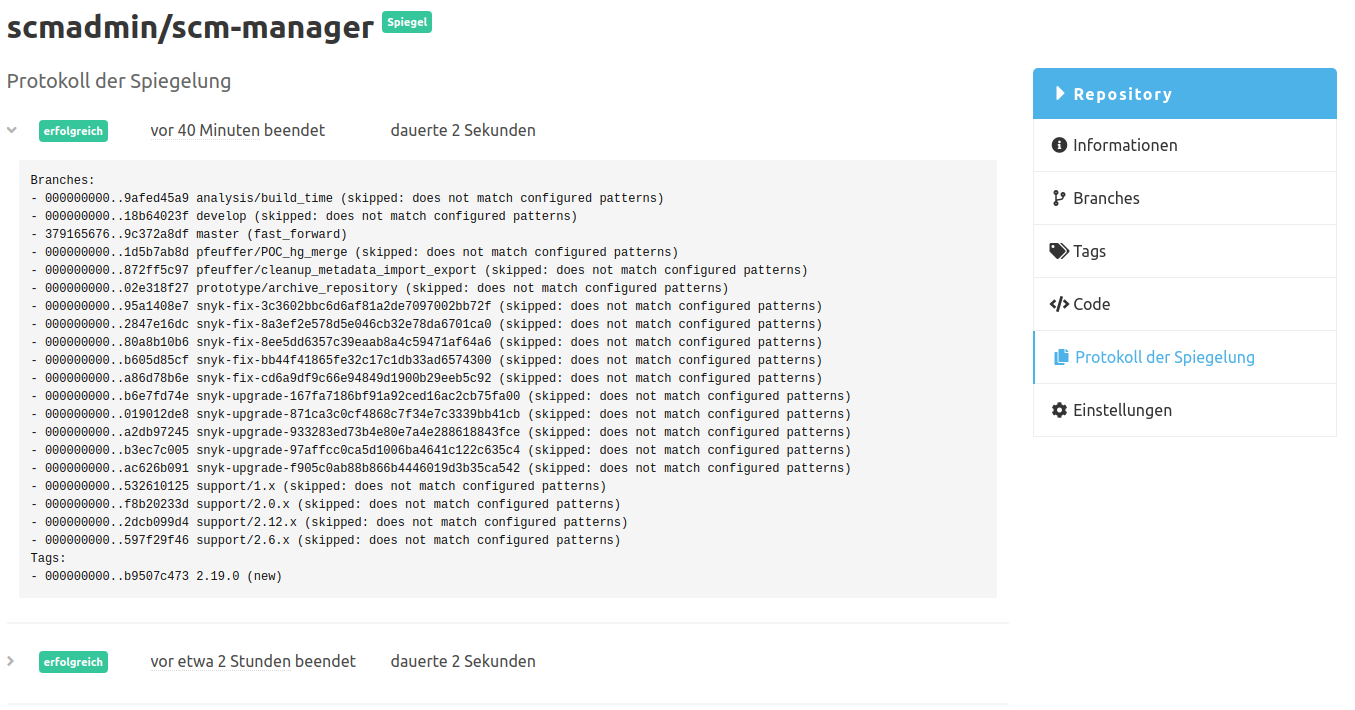 scmadmin/scm-manager Spiegel
Protokoll der Spiegelung
erfolgreich vor 40 Minuten beendet dauerte 2 Sekunden
Branches:
- 000000000..9afed45a9 analysis/build_time (skipped: does not match configured patterns)
- 000000000..18b64023f develop (skipped: does not match configured patterns)
- 379165676..9c372a8df master (fast_forward)
- 000000000..1d5b7ab8d pfeuffer/POC_hg_merge (skipped: does not match configured patterns)
- 000000000..872ff5c97 pfeuffer/cleanup_metadata_import_export (skipped: does not match configured patterns)
- 000000000..02e318f27 prototype/archive_repository (skipped: does not match configured patterns)
- 000000000..95a1408e7 snyk-fix-3c3602bbc6d6af81a2de7097002bb72f (skipped: does not match configured patterns)
- 000000000..2847e16dc snyk-fix-8a3ef2e578d5e046cb32e78da6701ca0 (skipped: does not match configured patterns)
- 000000000..80a8b10b6 snyk-fix-8ee5dd6357c39eaab8a4c59471af64a6 (skipped: does not match configured patterns)
- 000000000..b605d85cf snyk-fix-bb44f41865fe32c17c1db33ad6574300 (skipped: does not match configured patterns)
- 000000000..a86d78b6e snyk-fix-cd6a9df9c66e94849d1900b29eeb5c92 (skipped: does not match configured patterns)
- 000000000..b6e7fd74e snyk-upgrade-167fa7186bf91a92ced16ac2cb75fa00 (skipped: does not match configured patterns)
- 000000000..019012de8 snyk-upgrade-871ca3c0cf4868c7f34e7c3339bb41cb (skipped: does not match configured patterns)
- 000000000..a2db97245 snyk-upgrade-933283ed73b4e80e7a4e288618843fce (skipped: does not match configured patterns)
- 000000000..b3ec7c005 snyk-upgrade-97affcc0ca5d1006ba4641c122c635c4 (skipped: does not match configured patterns)
- 000000000..ac626b091 snyk-upgrade-f905c0ab88b866b4446019d3b35ca542 (skipped: does not match configured patterns)
- 000000000..532610125 support/1.x (skipped: does not match configured patterns)
- 000000000..f8b20233d support/2.0.x (skipped: does not match configured patterns)
- 000000000..2dcb099d4 support/2.12.x (skipped: does not match configured patterns)
- 000000000..597f29f46 support/2.6.x (skipped: does not match configured patterns)
Tags:
- 000000000..b9507c473 2.19.0 (new)
erfolgreich vor etwa 2 Stunden beendet dauerte 2 Sekunden
Repository
Informationen
Branches
Tags
Code
Protokoll der Spiegelung
Einstellungen